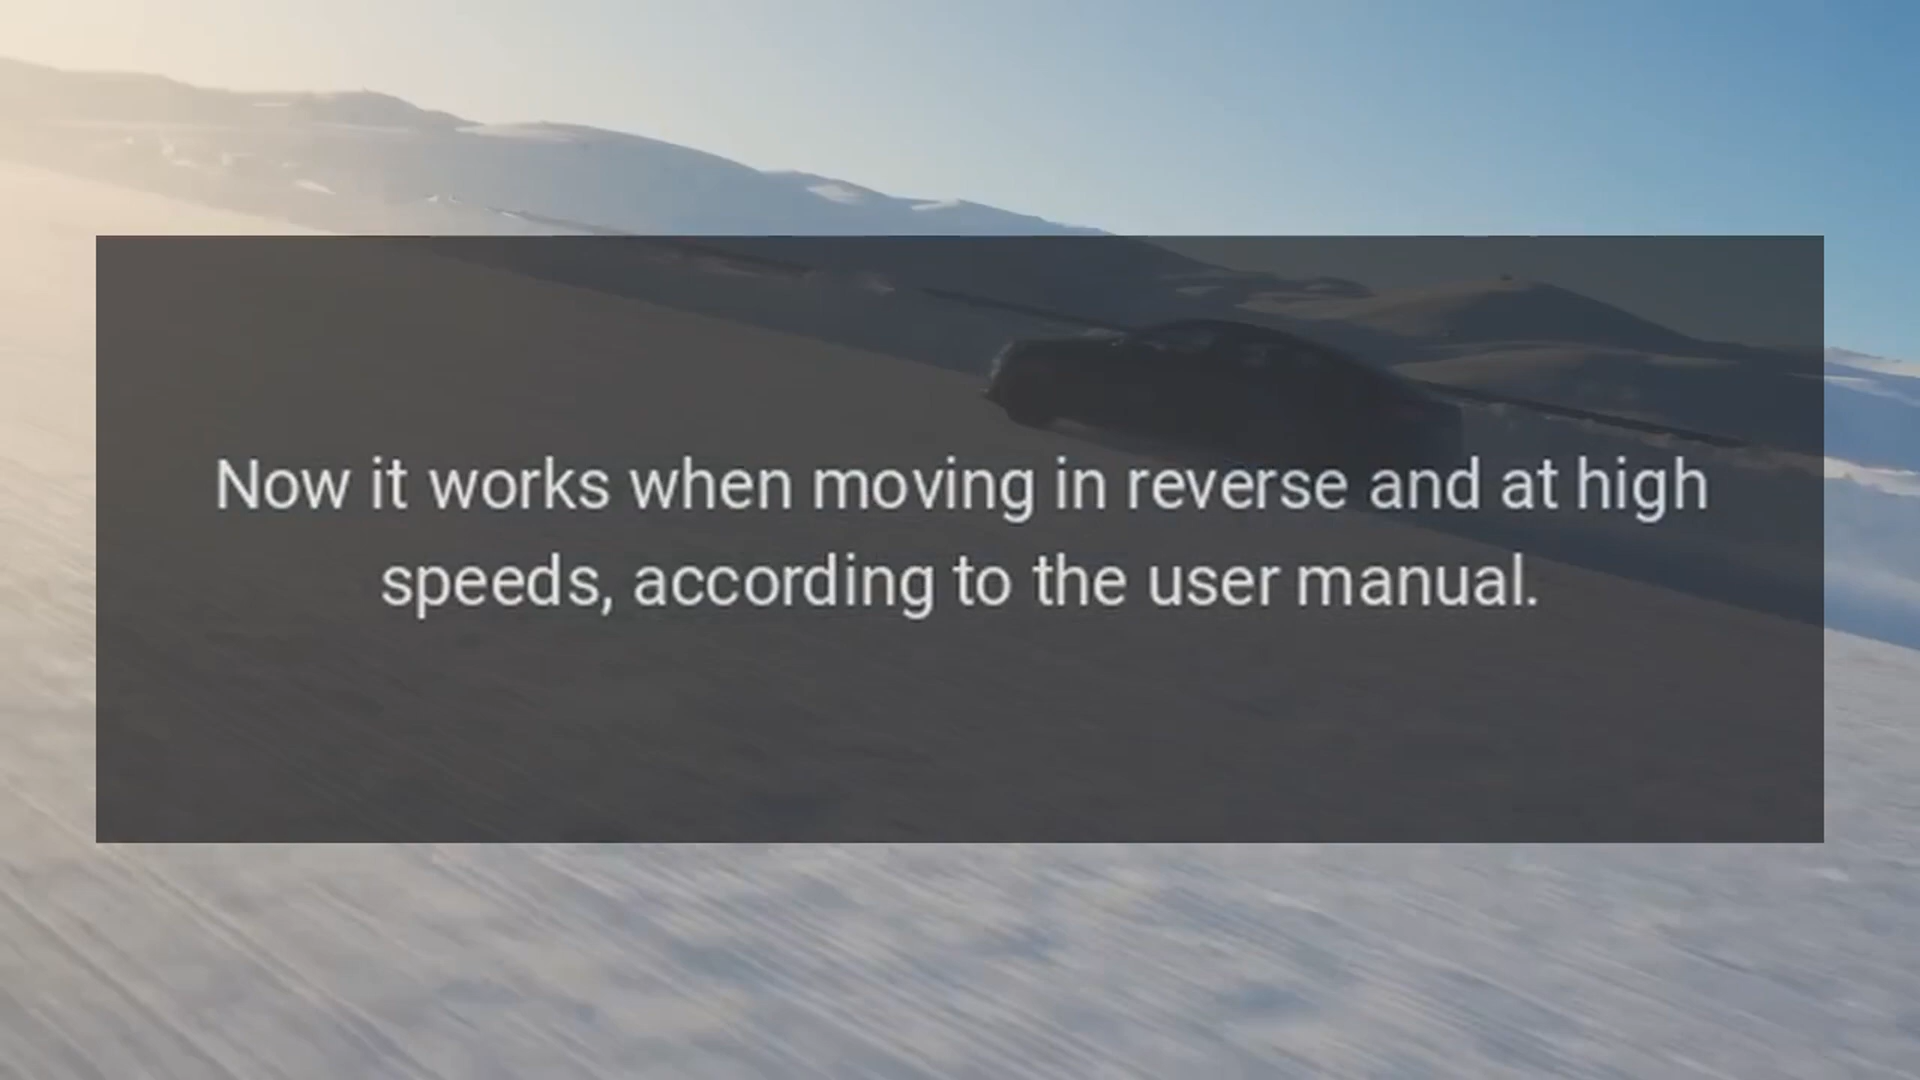 Now it works when moving in reverse and at high
speeds, according to the user manual.